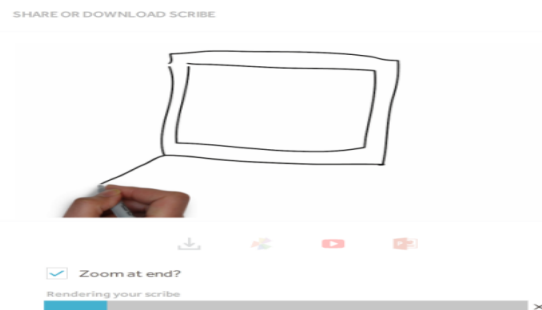 SHARE OR DOWNLOAD SCRIBE
Zoom at end?
Rendering your scribe